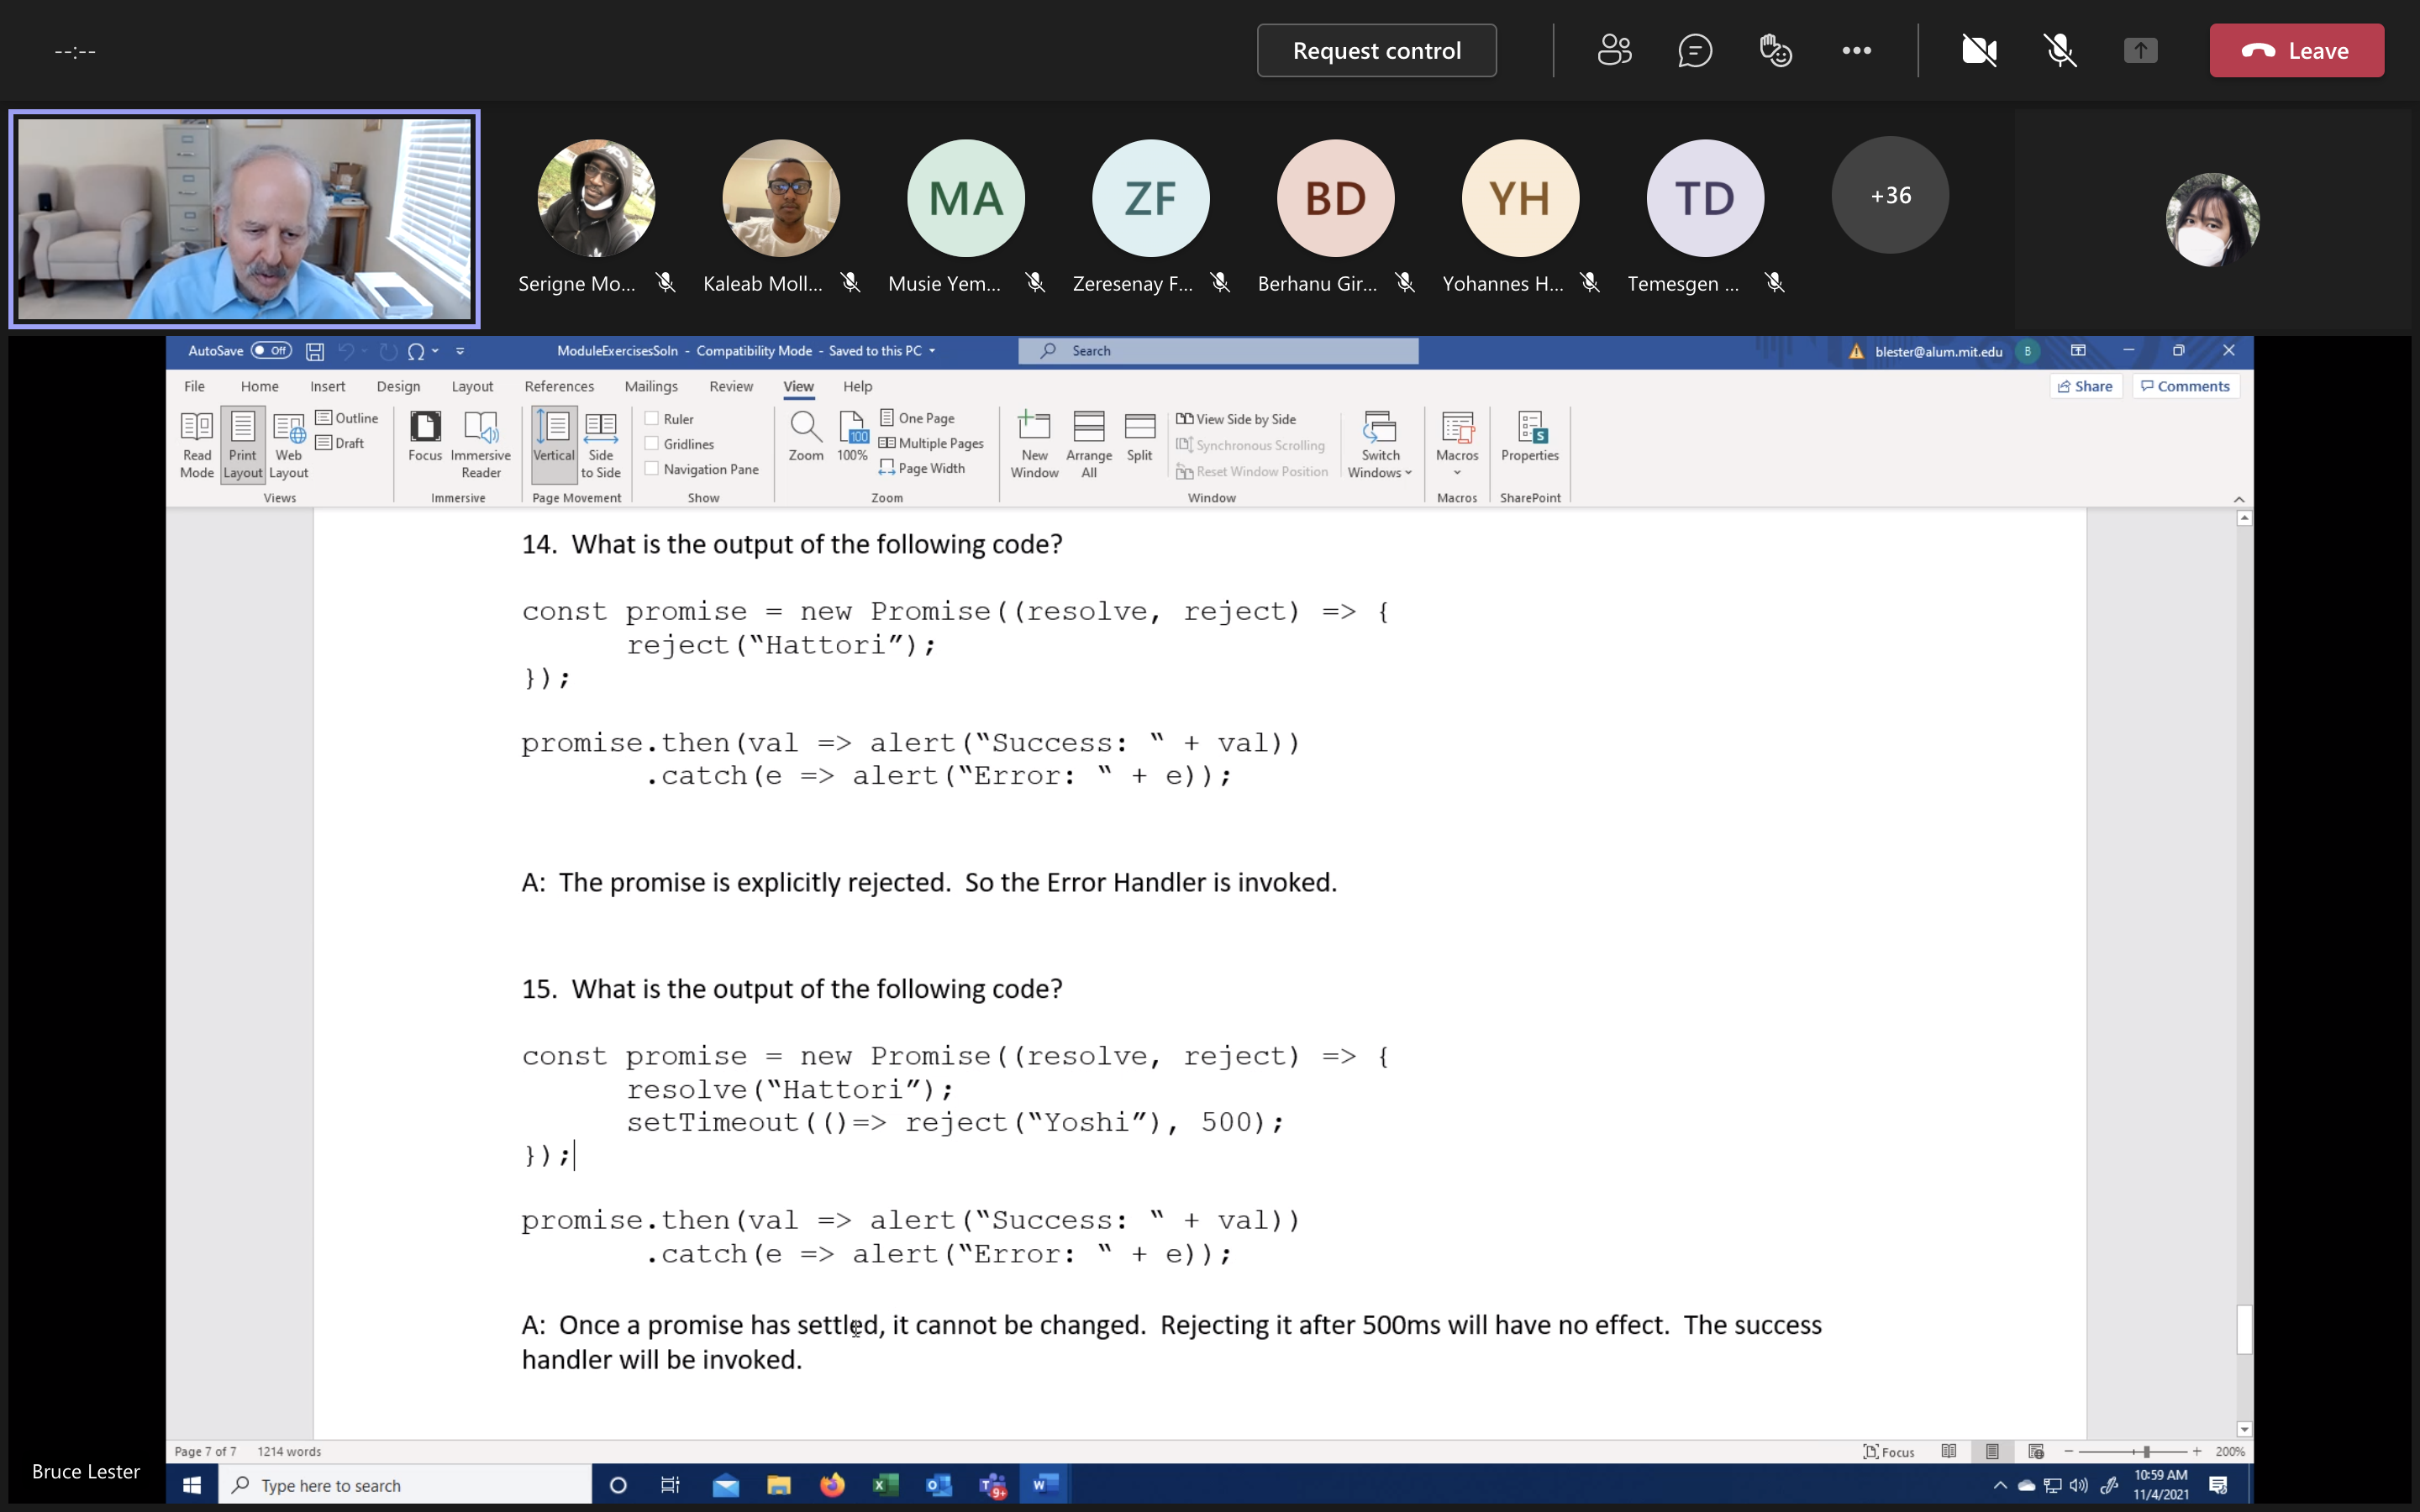 --:--
Request control
Leave
MA
ZF
BD
YH
TD
+36
Serigne Mo...
Kaleab Moll...
Musie Yem...
Zeresenay F...
Berhanu Gir...
Yohannes H...
Temesgen ...
AutoSave Off
ModuleExercisesSoln - Compatibility Mode - Saved to this PC
Search
blester@alum.mit.edu
B
File Home Insert Design Layout References Mailings Review View Help
Share
Comments
Read Mode
Print Layout
Web Layout
Outline
Draft
Views
Focus
Immersive Reader
Immersive
Vertical
Side to Side
Page Movement
Ruler
Gridlines
Navigation Pane
Show
Zoom
100
100%
One Page
Multiple Pages
Page Width
Zoom
New Window
Arrange All
Split
View Side by Side
Synchronous Scrolling
Reset Window Position
Window
Switch Windows
Macros
Macros
S
Properties
SharePoint
14. What is the output of the following code?
const promise = new Promise((resolve, reject) => {
reject(“Hattori”);
});
promise.then(val => alert(“Success: “ + val))
.catch(e => alert(“Error: “ + e));
A: The promise is explicitly rejected. So the Error Handler is invoked.
15. What is the output of the following code?
const promise = new Promise((resolve, reject) => {
resolve(“Hattori”);
setTimeout(()=> reject(“Yoshi”), 500);
});
promise.then(val => alert(“Success: “ + val))
.catch(e => alert(“Error: “ + e));
A: Once a promise has settled, it cannot be changed. Rejecting it after 500ms will have no effect. The success
handler will be invoked.
Page 7 of 7 1214 words
Focus
200%
Bruce Lester
Type here to search
9+
10:59 AM
11/4/2021